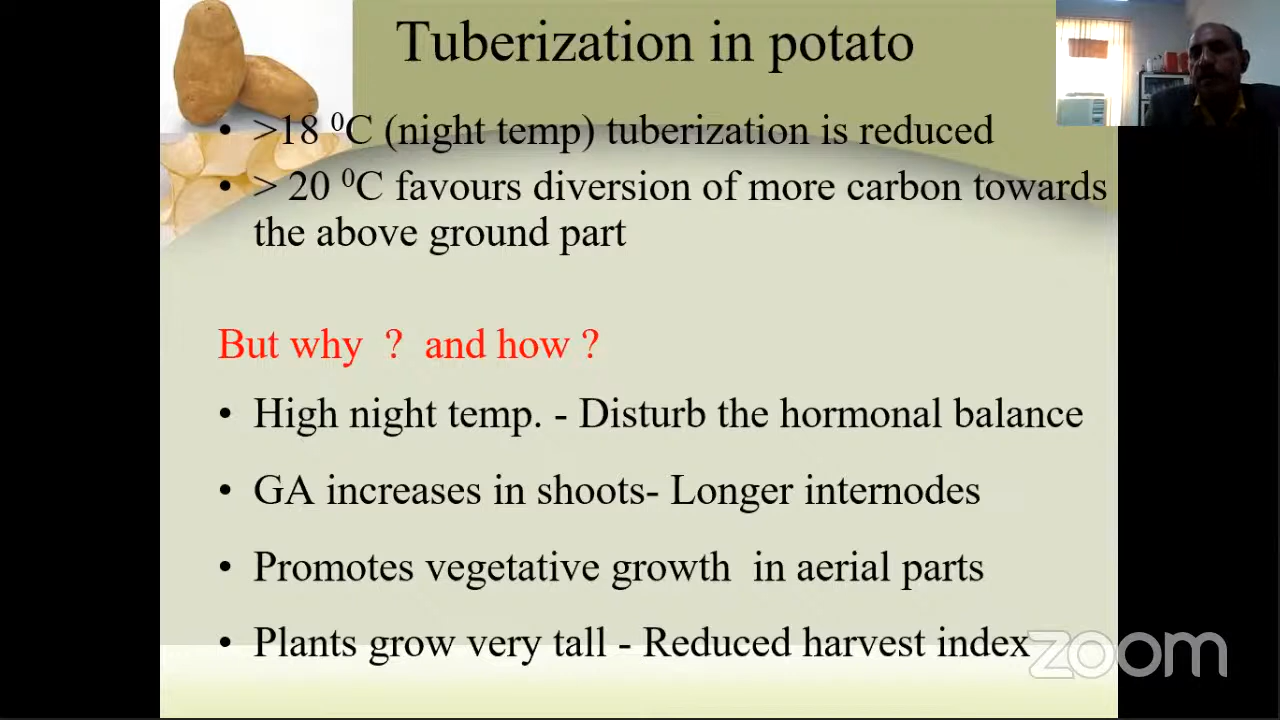 Tuberization in potato
• >18 ⁰C (night temp) tuberization is reduced
• > 20 ⁰C favours diversion of more carbon towards
the above ground part
But why ? and how ?
• High night temp. - Disturb the hormonal balance
• GA increases in shoots- Longer internodes
• Promotes vegetative growth in aerial parts
• Plants grow very tall - Reduced harvest index
zoom